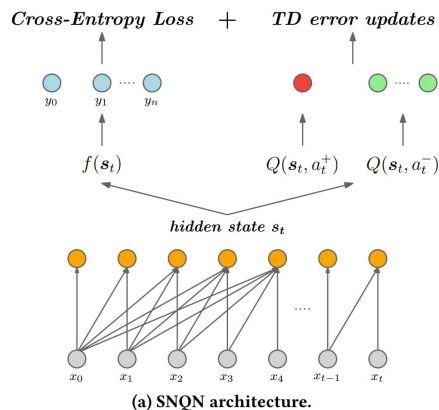 Cross-Entropy Loss + TD error updates
y₀ y₁ .... yₙ ....
f(sₜ) Q(sₜ, aₜ⁺) Q(sₜ, aₜ⁻)
hidden state sₜ
....
x₀ x₁ x₂ x₃ x₄ xₜ₋₁ xₜ
(a) SNQN architecture.